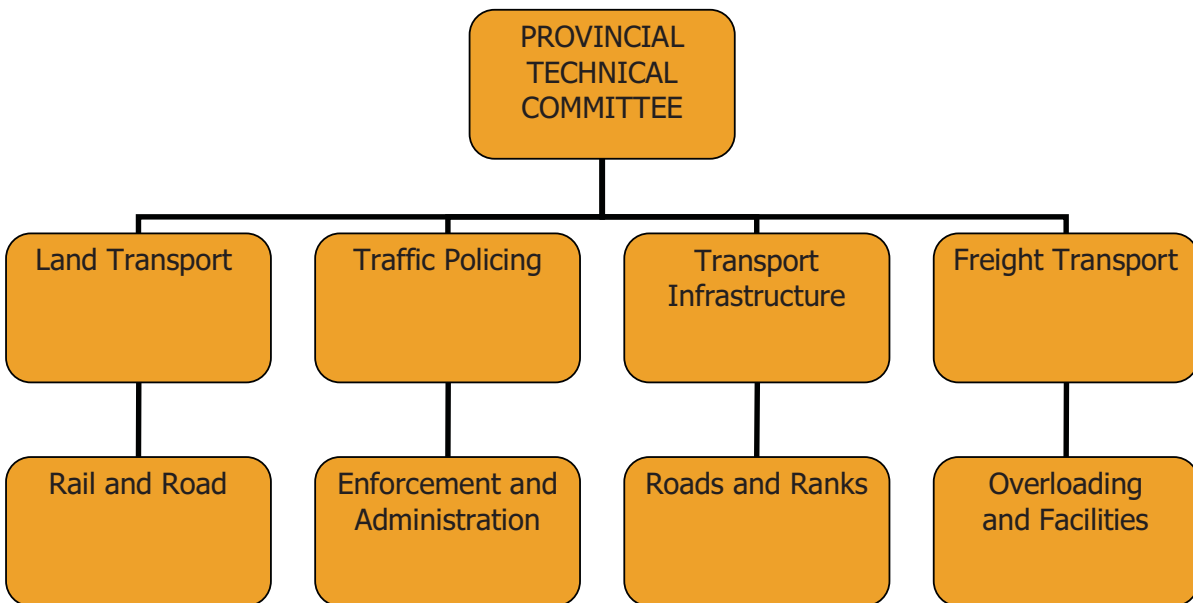 PROVINCIAL
TECHNICAL
COMMITTEE
Land Transport
Traffic Policing
Transport
Infrastructure
Freight Transport
Rail and Road
Enforcement and
Administration
Roads and Ranks
Overloading
and Facilities